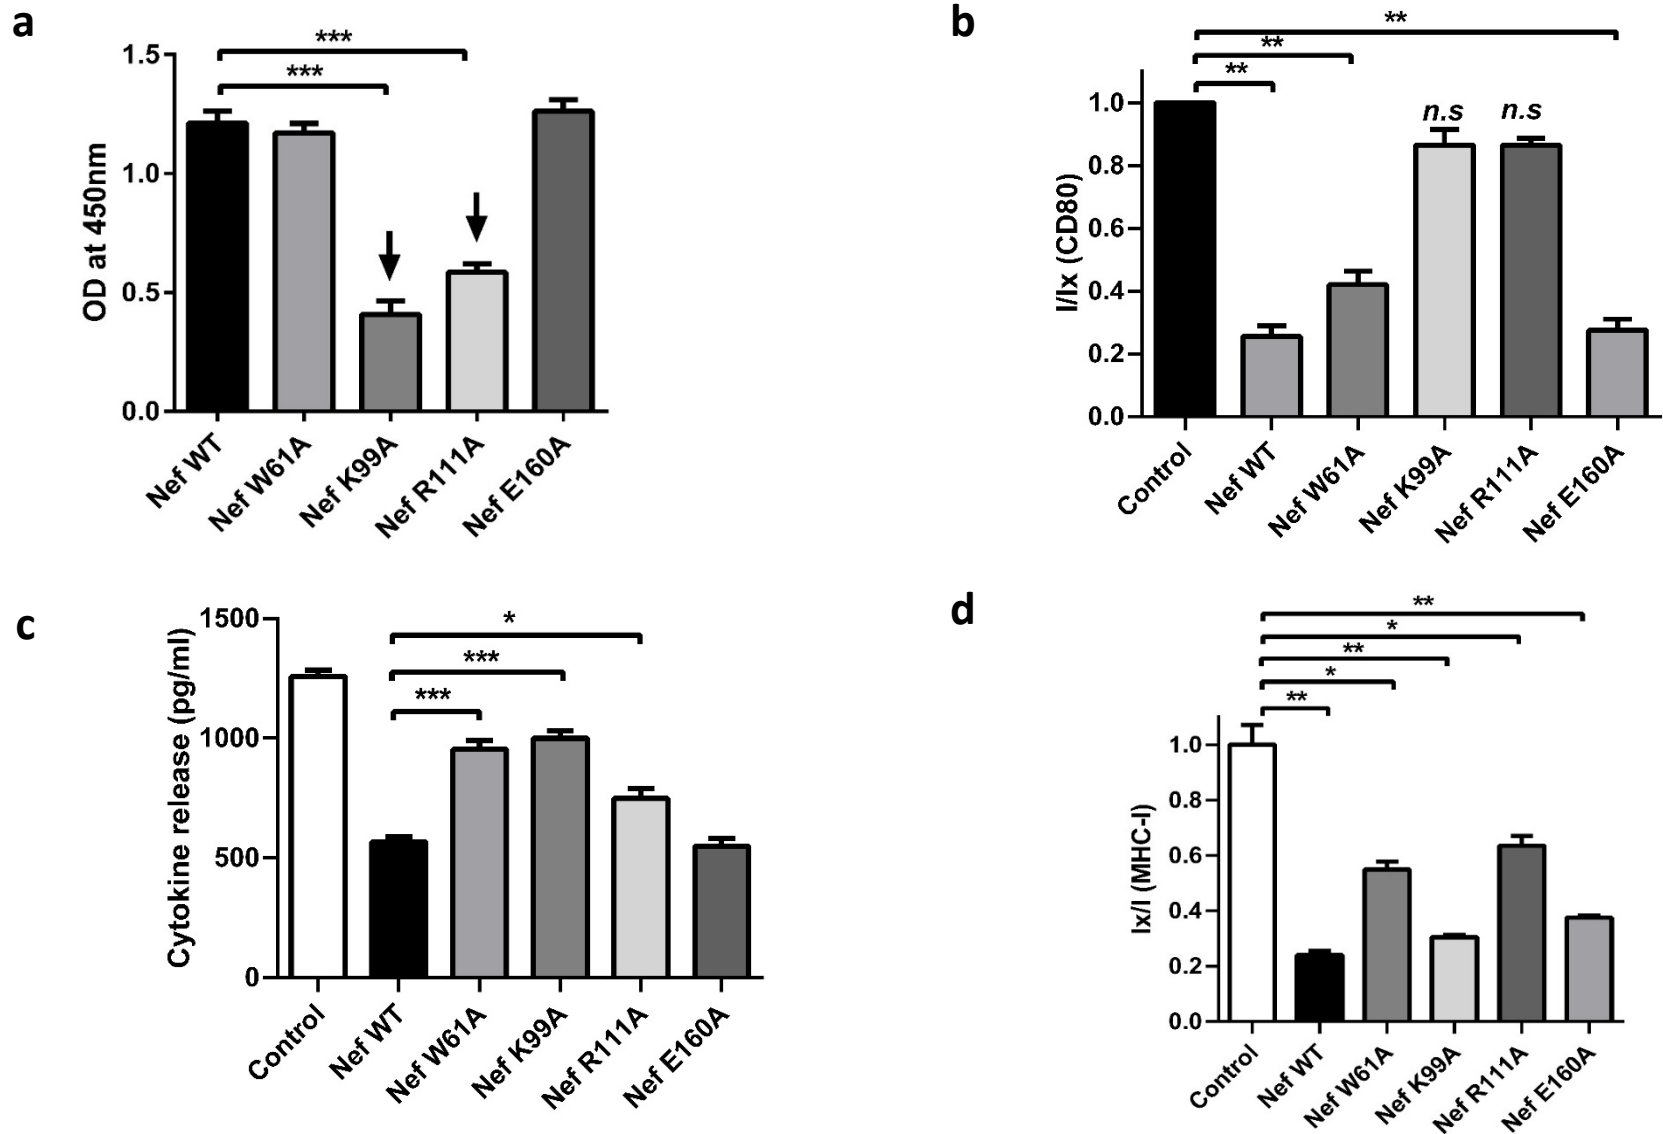 a
***
***
OD at 450nm
1.5
1.0
0.5
0.0
Nef WT
Nef W61A
Nef K99A
Nef R111A
Nef E160A
b
**
**
**
n.s
n.s
I/Ix (CD80)
1.0
0.8
0.6
0.4
0.2
0.0
Control
Nef WT
Nef W61A
Nef K99A
Nef R111A
Nef E160A
c
*
***
***
Cytokine release (pg/ml)
1500
1000
500
0
Control
Nef WT
Nef W61A
Nef K99A
Nef R111A
Nef E160A
d
**
*
**
*
**
Ix/I (MHC-I)
1.0
0.8
0.6
0.4
0.2
0.0
Control
Nef WT
Nef W61A
Nef K99A
Nef R111A
Nef E160A